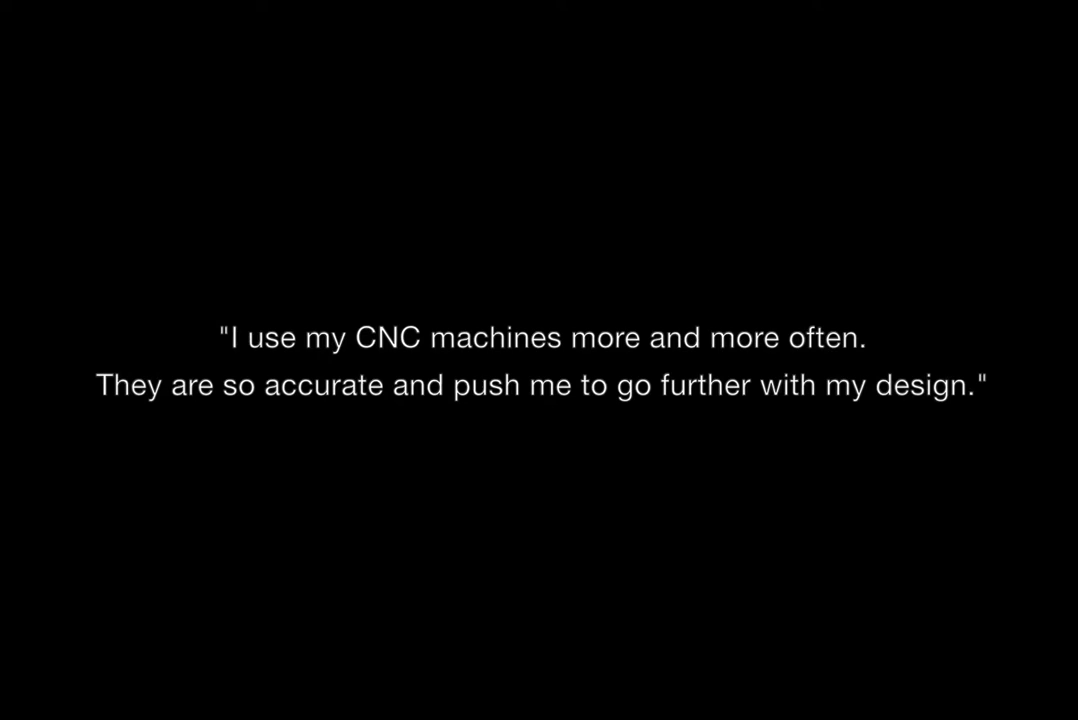 "I use my CNC machines more and more often.
They are so accurate and push me to go further with my design."